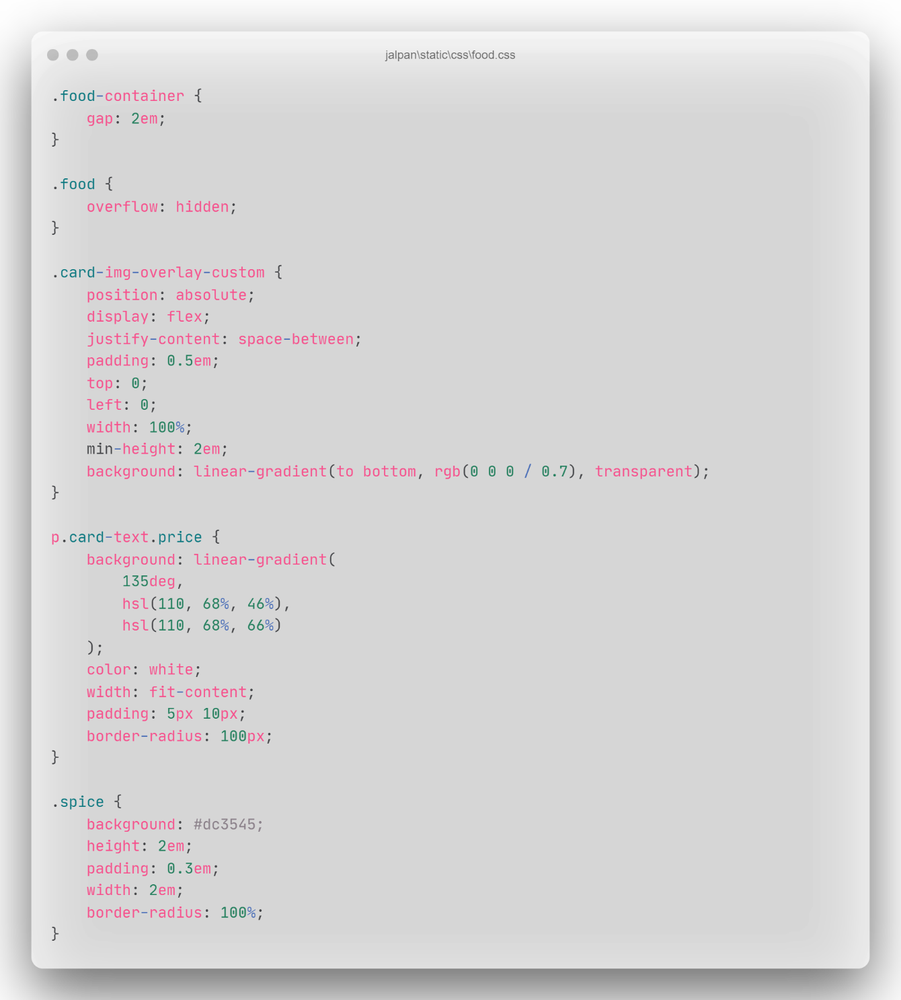 jalpan\static\css\food.css
.food-container {
    gap: 2em;
}

.food {
    overflow: hidden;
}

.card-img-overlay-custom {
    position: absolute;
    display: flex;
    justify-content: space-between;
    padding: 0.5em;
    top: 0;
    left: 0;
    width: 100%;
    min-height: 2em;
    background: linear-gradient(to bottom, rgb(0 0 0 / 0.7), transparent);
}

p.card-text.price {
    background: linear-gradient(
        135deg,
        hsl(110, 68%, 46%),
        hsl(110, 68%, 66%)
    );
    color: white;
    width: fit-content;
    padding: 5px 10px;
    border-radius: 100px;
}

.spice {
    background: #dc3545;
    height: 2em;
    padding: 0.3em;
    width: 2em;
    border-radius: 100%;
}